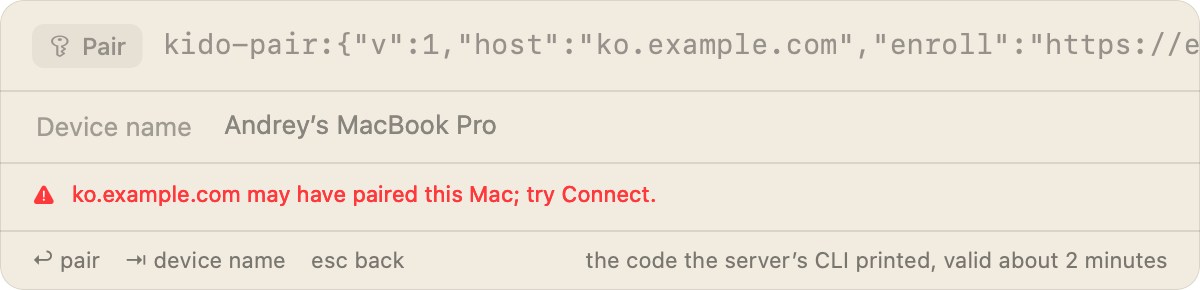 Pair kido-pair:{"v":1,"host":"ko.example.com","enroll":"https://e
Device name Andrey’s MacBook Pro
ko.example.com may have paired this Mac; try Connect.
↩ pair ⇥ device name esc back the code the server’s CLI printed, valid about 2 minutes